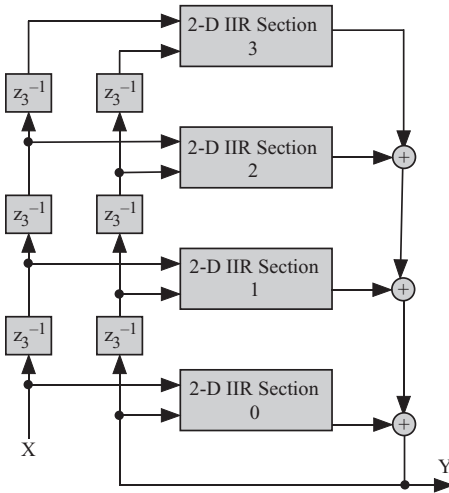 2-D IIR Section
3
z₃⁻¹ z₃⁻¹
2-D IIR Section
2
+
z₃⁻¹ z₃⁻¹
2-D IIR Section
1
+
z₃⁻¹ z₃⁻¹
2-D IIR Section
0
+
X
Y